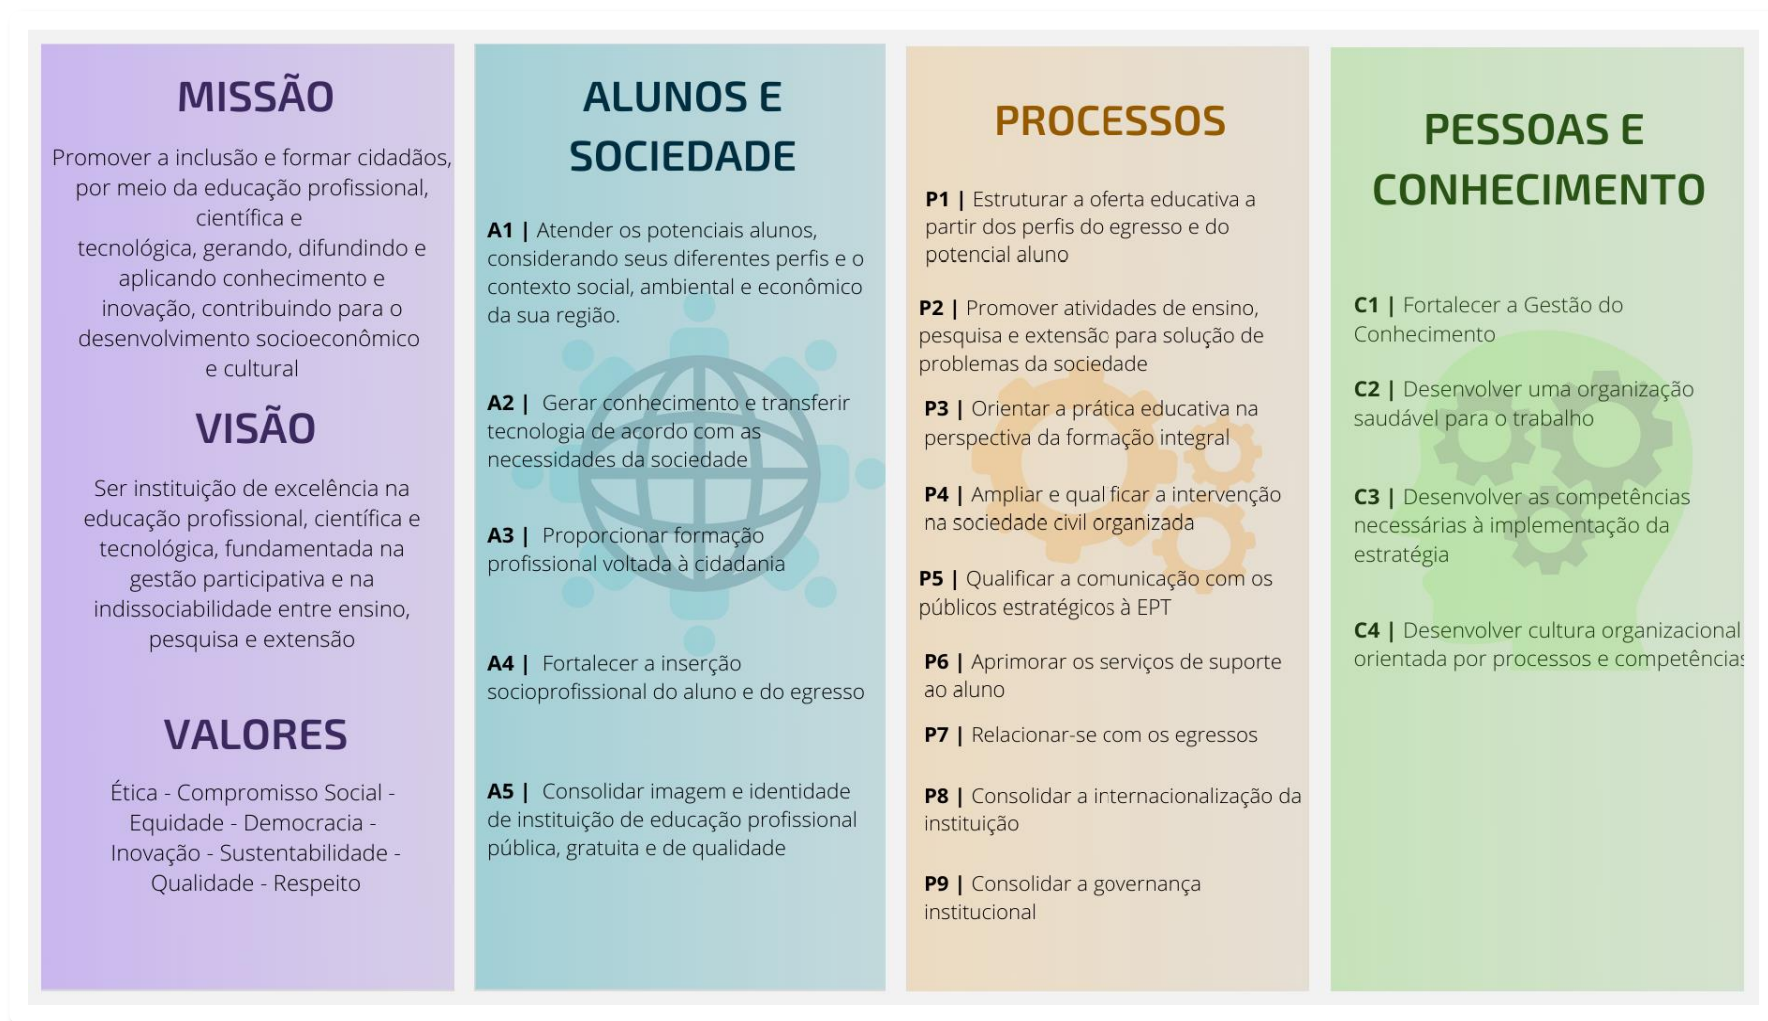 MISSÃO
Promover a inclusão e formar cidadãos,
por meio da educação profissional,
científica e
tecnológica, gerando, difundindo e
aplicando conhecimento e
inovação, contribuindo para o
desenvolvimento socioeconômico
e cultural
VISÃO
Ser instituição de excelência na
educação profissional, científica e
tecnológica, fundamentada na
gestão participativa e na
indissociabilidade entre ensino,
pesquisa e extensão
VALORES
Ética - Compromisso Social -
Equidade - Democracia -
Inovação - Sustentabilidade -
Qualidade - Respeito
ALUNOS E
SOCIEDADE
A1 | Atender os potenciais alunos,
considerando seus diferentes perfis e o
contexto social, ambiental e econômico
da sua região.
A2 | Gerar conhecimento e transferir
tecnologia de acordo com as
necessidades da sociedade
A3 | Proporcionar formação
profissional voltada à cidadania
A4 | Fortalecer a inserção
socioprofissional do aluno e do egresso
A5 | Consolidar imagem e identidade
de instituição de educação profissional
pública, gratuita e de qualidade
PROCESSOS
P1 | Estruturar a oferta educativa a
partir dos perfis do egresso e do
potencial aluno
P2 | Promover atividades de ensino,
pesquisa e extensão para solução de
problemas da sociedade
P3 | Orientar a prática educativa na
perspectiva da formação integral
P4 | Ampliar e qualificar a intervenção
na sociedade civil organizada
P5 | Qualificar a comunicação com os
públicos estratégicos à EPT
P6 | Aprimorar os serviços de suporte
ao aluno
P7 | Relacionar-se com os egressos
P8 | Consolidar a internacionalização da
instituição
P9 | Consolidar a governança
institucional
PESSOAS E
CONHECIMENTO
C1 | Fortalecer a Gestão do
Conhecimento
C2 | Desenvolver uma organização
saudável para o trabalho
C3 | Desenvolver as competências
necessárias à implementação da
estratégia
C4 | Desenvolver cultura organizacional
orientada por processos e competências